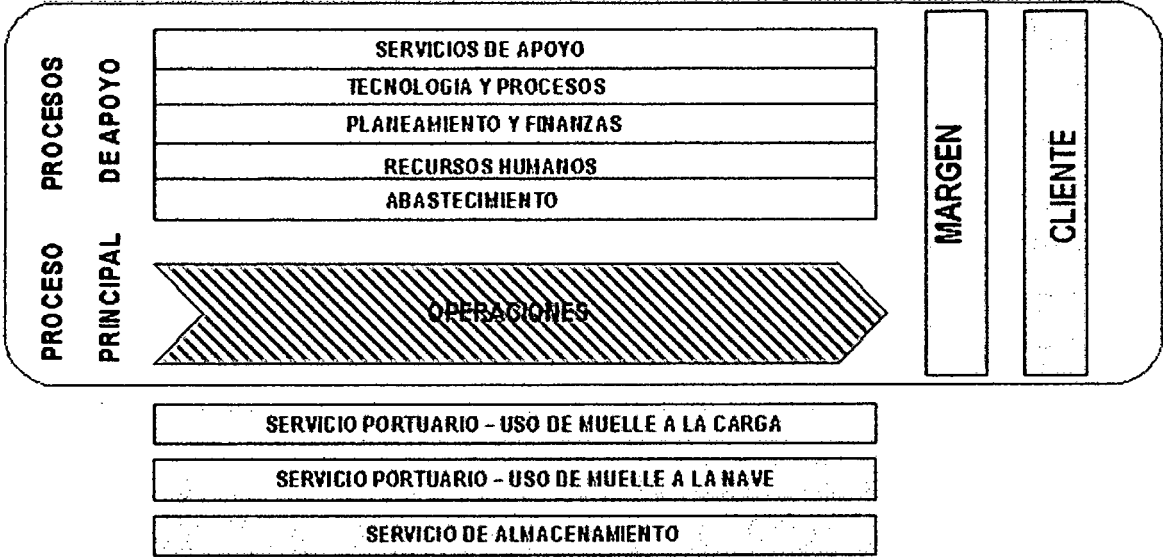 PROCESOS
DE APOYO
SERVICIOS DE APOYO
TECNOLOGIA Y PROCESOS
PLANEAMIENTO Y FINANZAS
RECURSOS HUMANOS
ABASTECIMIENTO
PROCESO
PRINCIPAL
OPERACIONES
MARGEN
CLIENTE
SERVICIO PORTUARIO – USO DE MUELLE A LA CARGA
SERVICIO PORTUARIO – USO DE MUELLE A LA NAVE
SERVICIO DE ALMACENAMIENTO